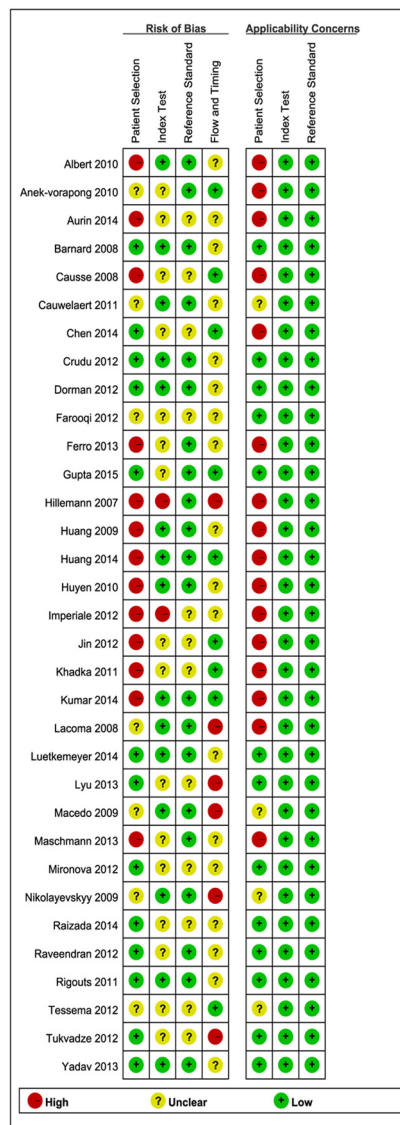 Risk of Bias
Applicability Concerns
Patient Selection
Index Test
Reference Standard
Flow and Timing
Patient Selection
Index Test
Reference Standard
Albert 2010 - + + ? - + +
Anek-vorapong 2010 ? ? + + - + +
Aurin 2014 - ? ? ? - + +
Barnard 2008 + + + ? + + +
Causse 2008 - ? ? + - + +
Cauwelaert 2011 ? + + ? ? + +
Chen 2014 + ? ? + - + +
Crudu 2012 + + + ? + + +
Dorman 2012 + + + ? + + +
Farooqi 2012 ? ? ? ? + + +
Ferro 2013 - ? + ? - + +
Gupta 2015 + ? + + + + +
Hillemann 2007 - - + - - + +
Huang 2009 - + + ? - + +
Huang 2014 - + + + - + +
Huyen 2010 - + + ? - + +
Imperiale 2012 - - ? ? - + +
Jin 2012 - ? ? + - + +
Khadka 2011 - ? ? + - + +
Kumar 2014 - + + + - + +
Lacoma 2008 ? + + - - + +
Luetkemeyer 2014 + + + ? + + +
Lyu 2013 + ? ? - + + +
Macedo 2009 ? + + - ? + +
Maschmann 2013 - ? + ? - + +
Mironova 2012 + ? ? ? + + +
Nikolayevskyy 2009 ? + + - ? + +
Raizada 2014 + ? ? ? + + +
Raveendran 2012 + ? + ? + + +
Rigouts 2011 + + + ? + + +
Tessema 2012 ? ? ? + ? + +
Tukvadze 2012 + ? ? - + + +
Yadav 2013 + + + ? + + +
- High ? Unclear + Low